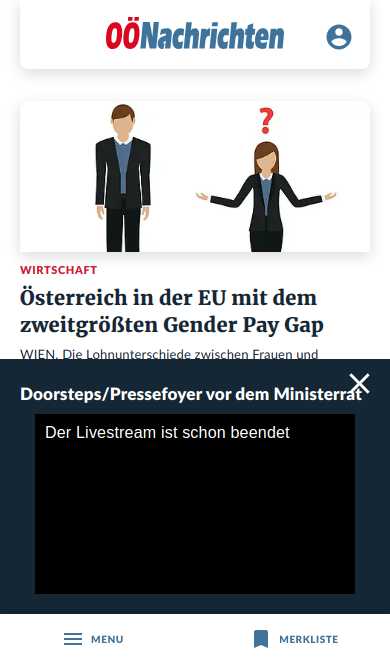 OÖNachrichten
?
WIRTSCHAFT
Österreich in der EU mit dem
zweitgrößten Gender Pay Gap
WIEN. Die Lohnunterschiede zwischen Frauen und
Doorsteps/Pressefoyer vor dem Ministerrat
Der Livestream ist schon beendet
MENU
MERKLISTE